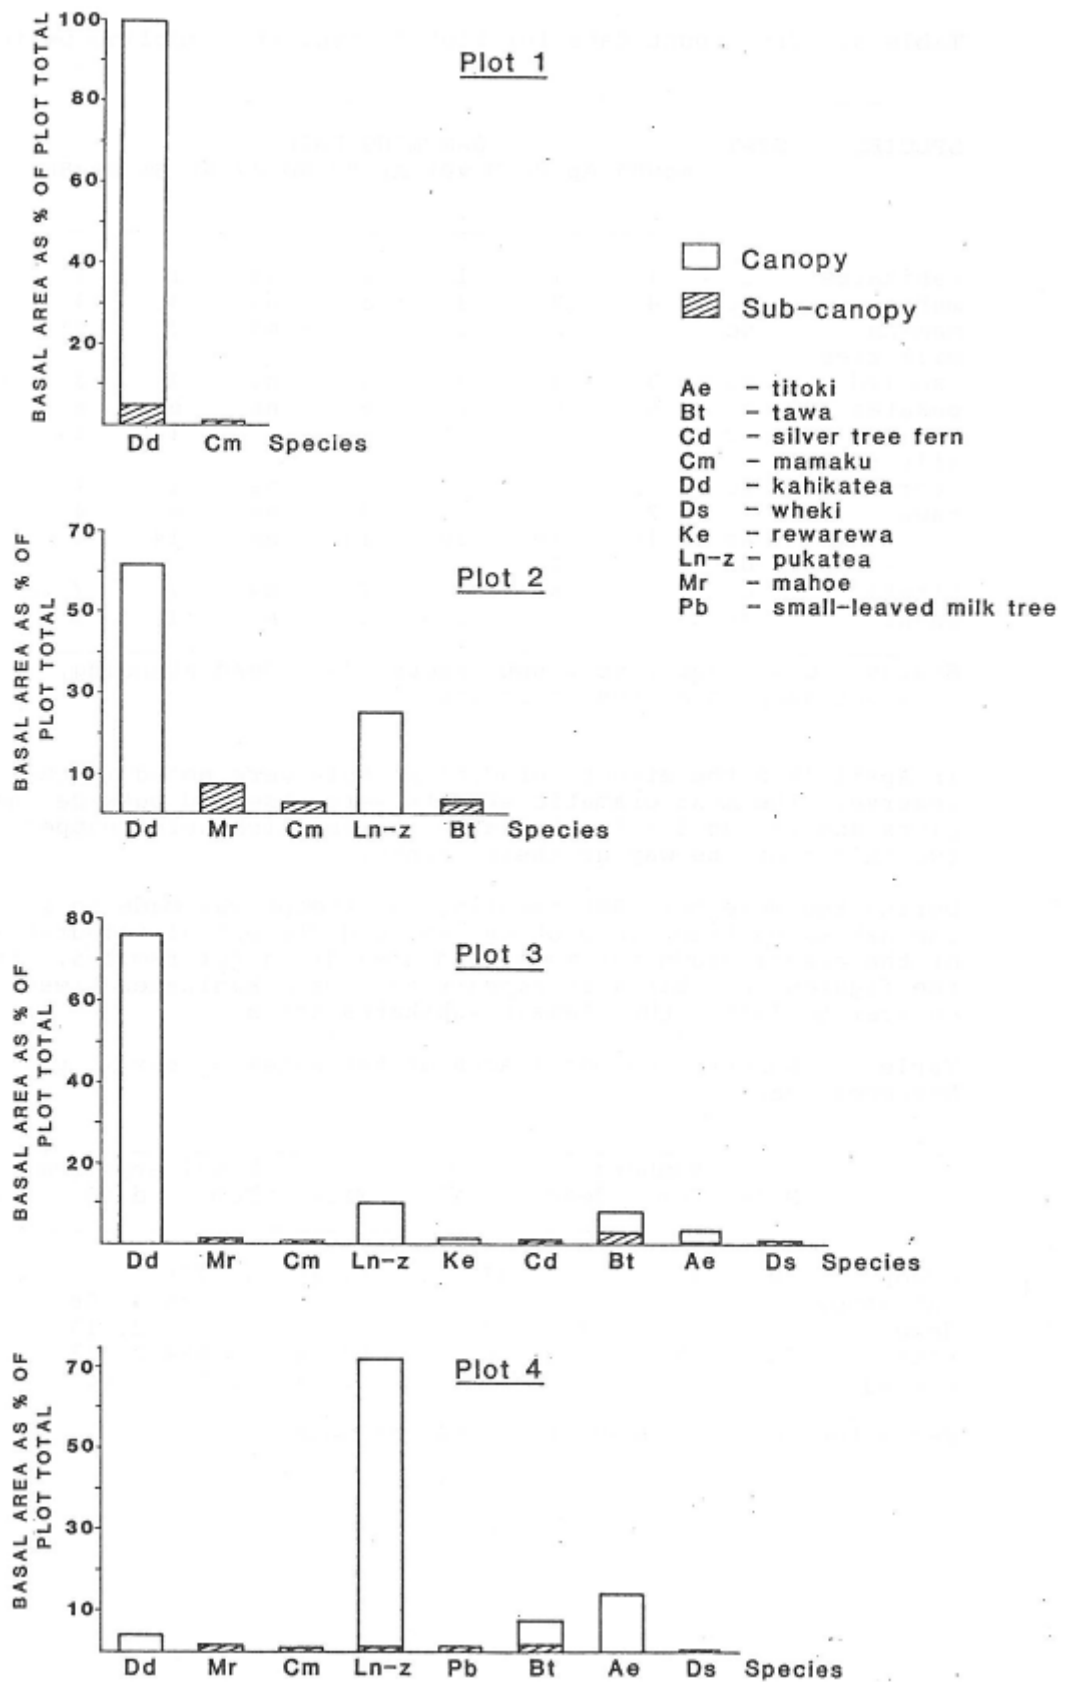 BASAL AREA AS % OF PLOT TOTAL
100
80
60
40
20
Plot 1
Dd Cm Species
Canopy
Sub-canopy
Ae – titoki
Bt – tawa
Cd – silver tree fern
Cm – mamaku
Dd – kahikatea
Ds – wheki
Ke – rewarewa
Ln-z – pukatea
Mr – mahoe
Pb – small-leaved milk tree
BASAL AREA AS % OF
PLOT TOTAL
70
50
30
10
Plot 2
Dd Mr Cm Ln-z Bt Species
BASAL AREA AS % OF
PLOT TOTAL
80
60
40
20
Plot 3
Dd Mr Cm Ln-z Ke Cd Bt Ae Ds Species
BASAL AREA AS % OF
PLOT TOTAL
70
50
30
10
Plot 4
Dd Mr Cm Ln-z Pb Bt Ae Ds Species